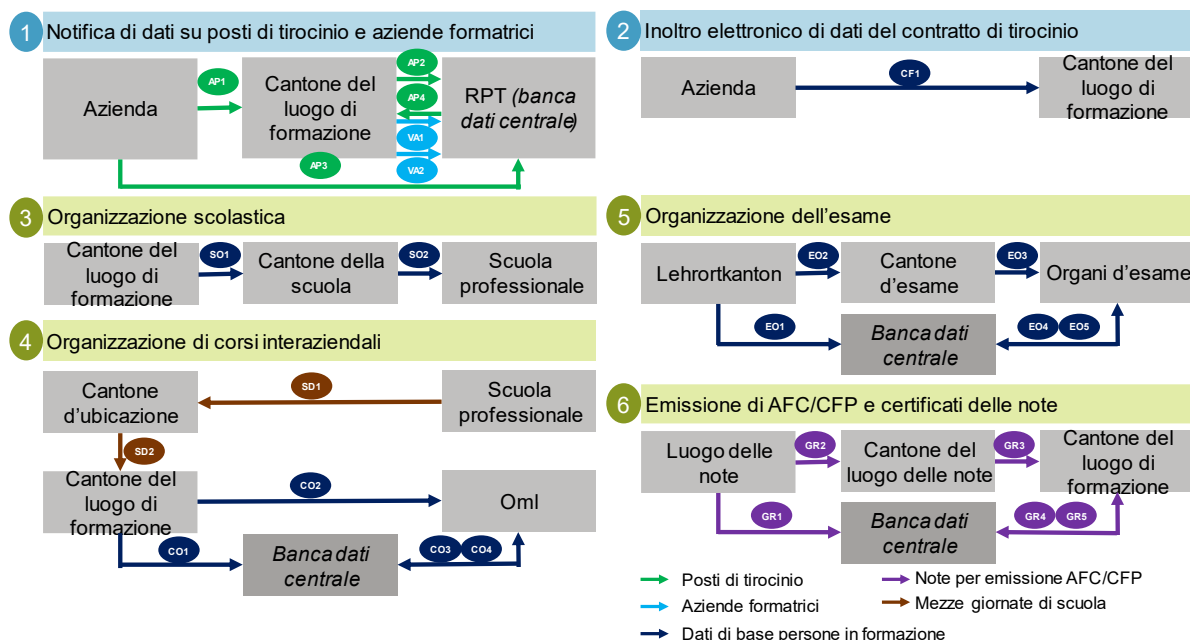 1
Notifica di dati su posti di tirocinio e aziende formatrici
Azienda
AP1
Cantone del
luogo di
formazione
AP2
AP4
VA1
VA2
RPT (banca
dati centrale)
AP3
2
Inoltro elettronico di dati del contratto di tirocinio
Azienda
CF1
Cantone del
luogo di
formazione
3
Organizzazione scolastica
Cantone del
luogo di
formazione
SO1
Cantone della
scuola
SO2
Scuola
professionale
4
Organizzazione di corsi interaziendali
Cantone
d'ubicazione
SD1
Scuola
professionale
SD2
Cantone del
luogo di
formazione
CO2
Oml
CO1
Banca dati
centrale
CO3
CO4
5
Organizzazione dell'esame
Lehrortkanton
EO2
Cantone
d'esame
EO3
Organi d'esame
EO1
Banca dati
centrale
EO4
EO5
6
Emissione di AFC/CFP e certificati delle note
Luogo delle
note
GR2
Cantone del
luogo delle note
GR3
Cantone del
luogo di
formazione
GR1
Banca dati
centrale
GR4
GR5
Posti di tirocinio
Aziende formatrici
Dati di base persone in formazione
Note per emissione AFC/CFP
Mezze giornate di scuola